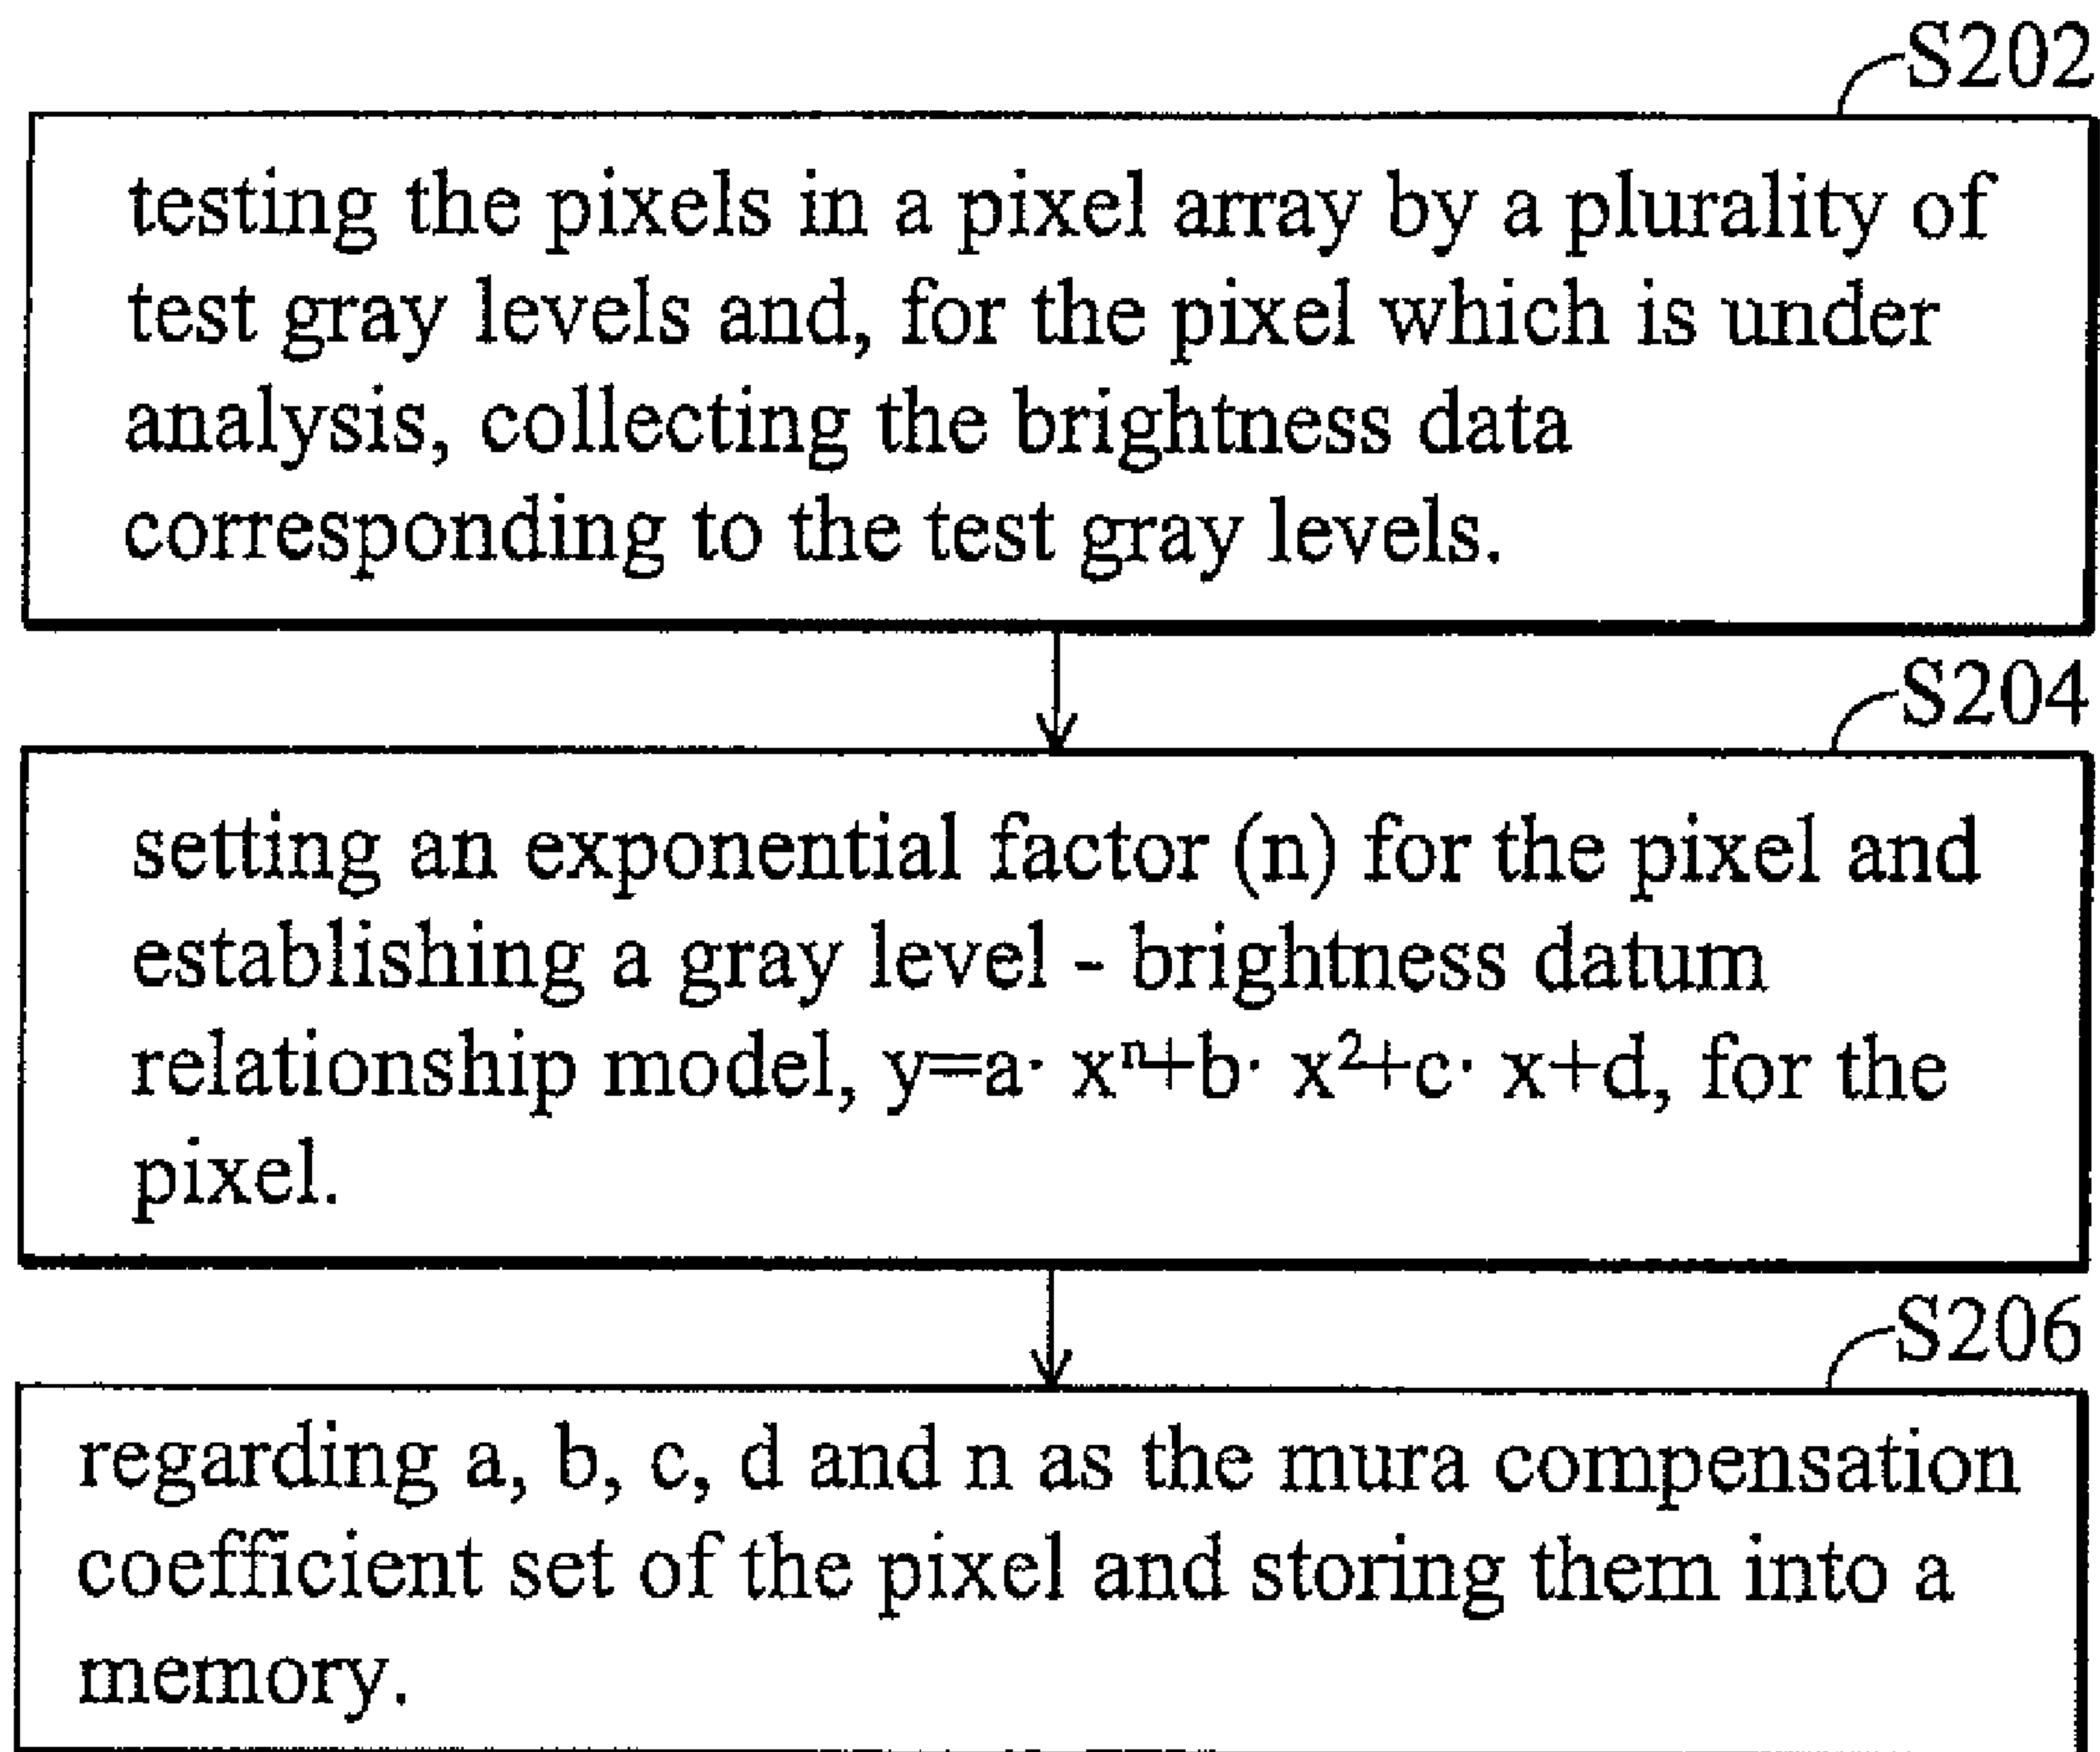 S202
testing the pixels in a pixel array by a plurality of
test gray levels and, for the pixel which is under
analysis, collecting the brightness data
corresponding to the test gray levels.
S204
setting an exponential factor (n) for the pixel and
establishing a gray level - brightness datum
relationship model, y=a· xⁿ+b· x²+c· x+d, for the
pixel.
S206
regarding a, b, c, d and n as the mura compensation
coefficient set of the pixel and storing them into a
memory.